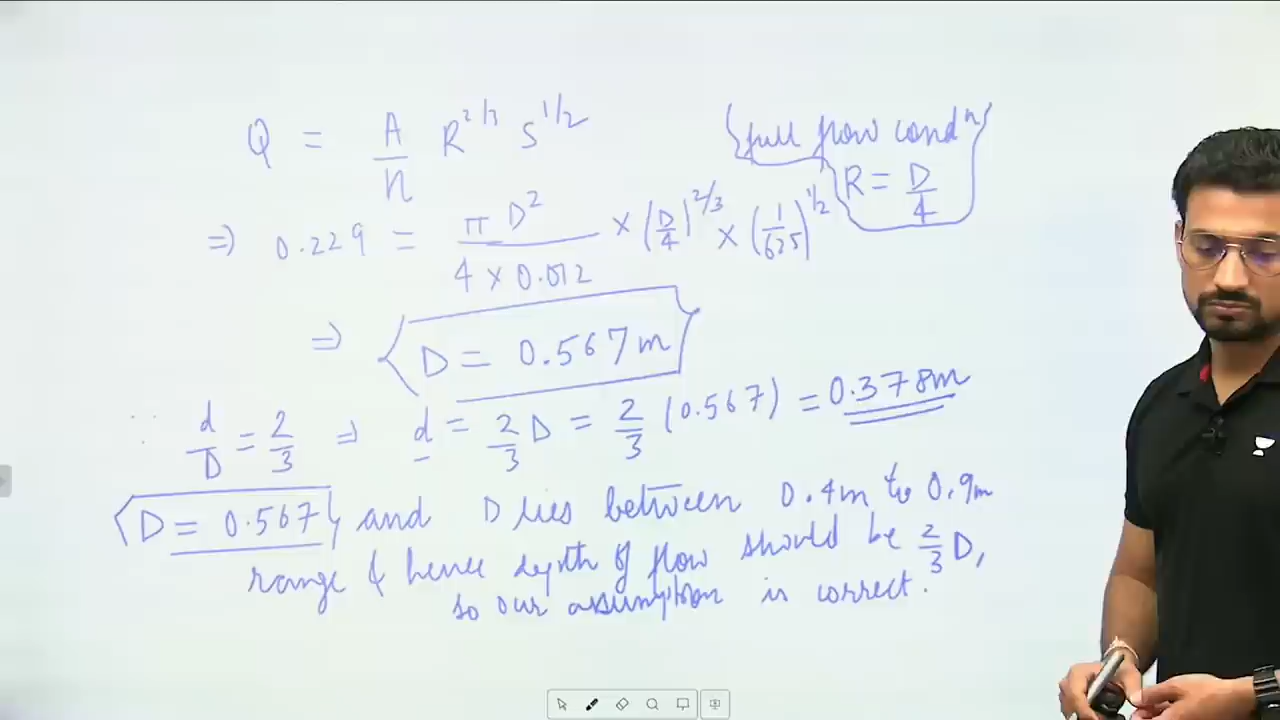 Q = A/n R^2/3 S^1/2
{full flow cond^n} R = D/4
=> 0.229 = πD²/(4 × 0.012) × (D/4)^2/3 × (1/625)^1/2
=> D = 0.567m
∵ d/D = 2/3 => d = 2/3 D = 2/3 (0.567) = 0.378m
D = 0.567 and D lies between 0.4m to 0.9m
range & hence depth of flow should be 2/3 D,
so our assumption is correct.